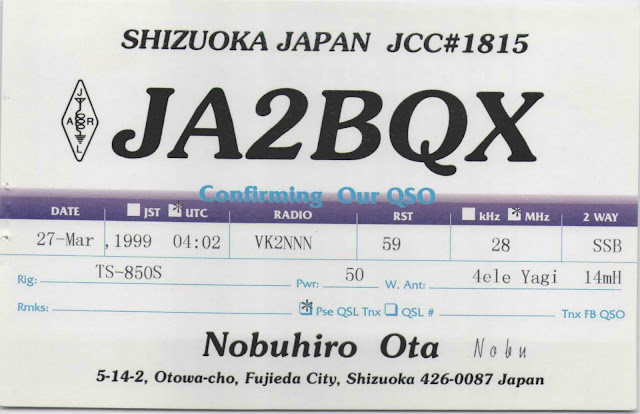 SHIZUOKA JAPAN JCC#1815
J
A R
L
JA2BQX
Confirming Our QSO
DATE JST UTC RADIO RST kHz MHz 2 WAY
27-Mar ,1999 04:02 VK2NNN 59 28 SSB
Rig: TS-850S Pwr: 50 W. Ant: 4ele Yagi 14mH
Rmks: Pse QSL Tnx QSL # Tnx FB QSO
Nobuhiro Ota Nobu
5-14-2, Otowa-cho, Fujieda City, Shizuoka 426-0087 Japan